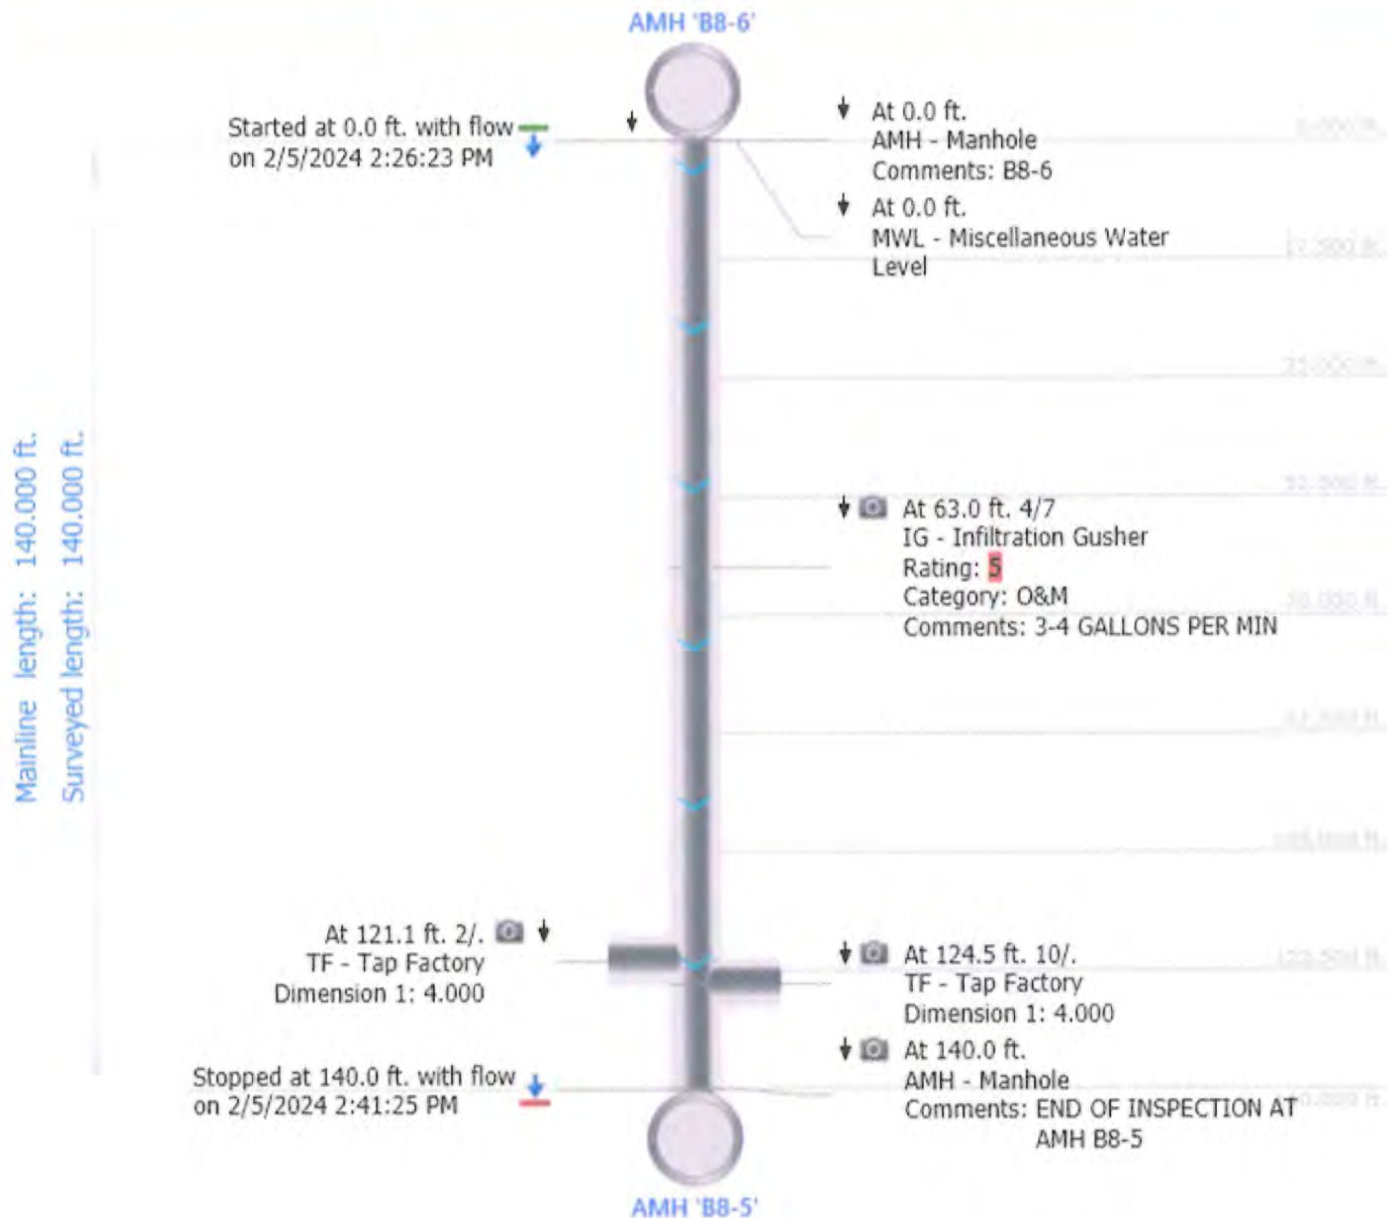 AMH 'B8-6'
Started at 0.0 ft. with flow
on 2/5/2024 2:26:23 PM
At 0.0 ft.
AMH - Manhole
Comments: B8-6
At 0.0 ft.
MWL - Miscellaneous Water
Level
Mainline length: 140.000 ft.
Surveyed length: 140.000 ft.
At 63.0 ft. 4/7
IG - Infiltration Gusher
Rating: 5
Category: O&M
Comments: 3-4 GALLONS PER MIN
At 121.1 ft. 2/.
TF - Tap Factory
Dimension 1: 4.000
At 124.5 ft. 10/.
TF - Tap Factory
Dimension 1: 4.000
Stopped at 140.0 ft. with flow
on 2/5/2024 2:41:25 PM
At 140.0 ft.
AMH - Manhole
Comments: END OF INSPECTION AT
AMH B8-5
AMH 'B8-5'